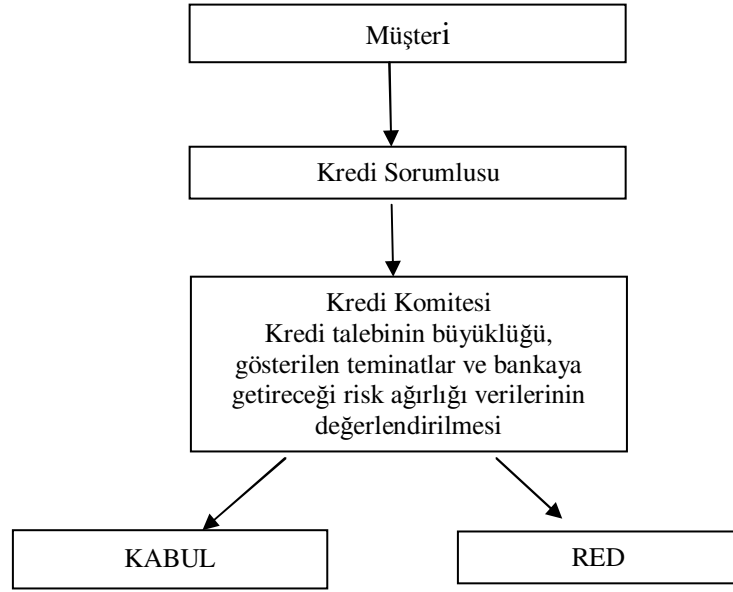 Müşteri
Kredi Sorumlusu
Kredi Komitesi
Kredi talebinin büyüklüğü,
gösterilen teminatlar ve bankaya
getireceği risk ağırlığı verilerinin
değerlendirilmesi
KABUL
RED